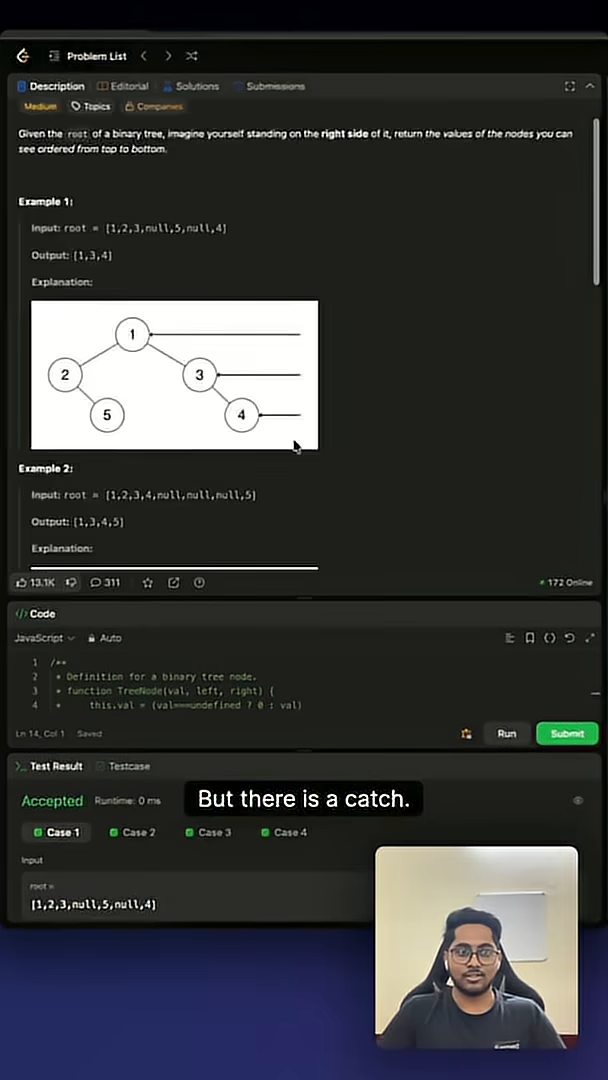 Problem List
Description
Editorial
Solutions
Submissions
Medium
Topics
Companies
Given the root of a binary tree, imagine yourself standing on the right side of it, return the values of the nodes you can
see ordered from top to bottom.
Example 1:
Input: root = [1,2,3,null,5,null,4]
Output: [1,3,4]
Explanation:
1
2
3
5
4
Example 2:
Input: root = [1,2,3,4,null,null,null,5]
Output: [1,3,4,5]
Explanation:
13.1K
311
172 Online
</> Code
JavaScript
Auto
1 /**
2 * Definition for a binary tree node.
3 * function TreeNode(val, left, right) {
4 * this.val = (val===undefined ? 0 : val)
Ln 14, Col 1 Saved
Run
Submit
Test Result
Testcase
But there is a catch.
Accepted Runtime: 0 ms
Case 1
Case 2
Case 3
Case 4
Input
root =
[1,2,3,null,5,null,4]